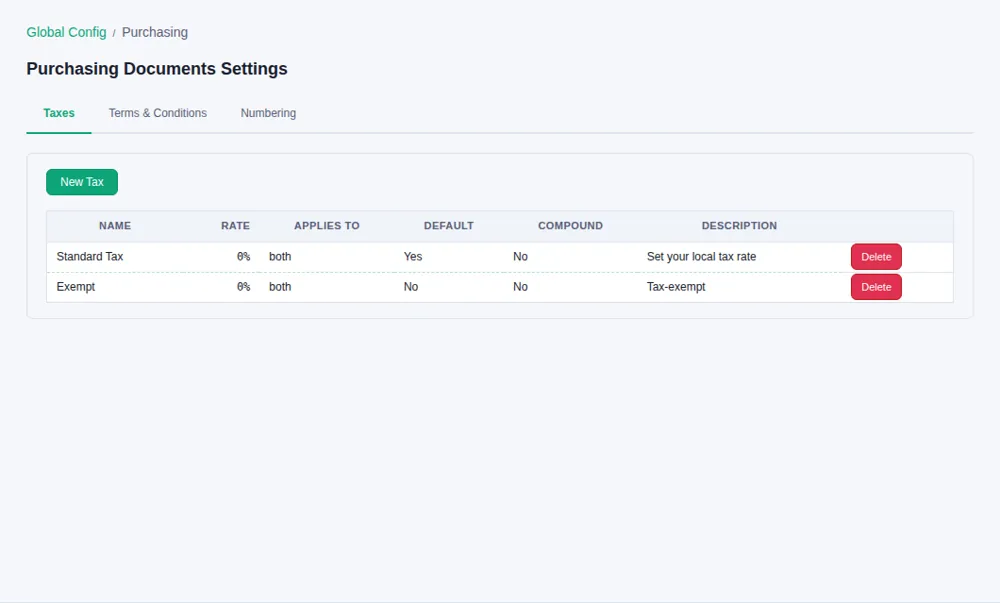 Global Config / Purchasing
Purchasing Documents Settings
Taxes Terms & Conditions Numbering
New Tax
NAME RATE APPLIES TO DEFAULT COMPOUND DESCRIPTION
Standard Tax 0% both Yes No Set your local tax rate Delete
Exempt 0% both No No Tax-exempt Delete